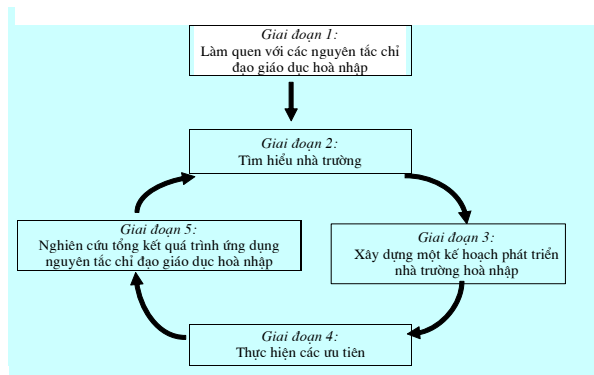 Giai đoạn 1:
Làm quen với các nguyên tắc chỉ
đạo giáo dục hoà nhập
Giai đoạn 2:
Tìm hiểu nhà trường
Giai đoạn 3:
Xây dựng một kế hoạch phát triển
nhà trường hoà nhập
Giai đoạn 4:
Thực hiện các ưu tiên
Giai đoạn 5:
Nghiên cứu tổng kết quá trình ứng dụng
nguyên tắc chỉ đạo giáo dục hoà nhập